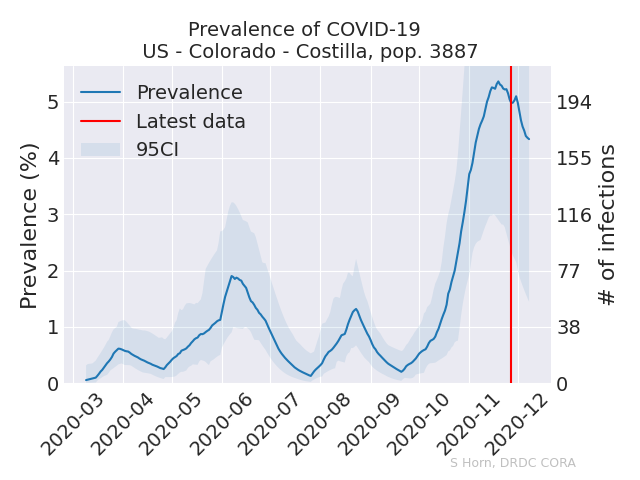 Prevalence of COVID-19
US - Colorado - Costilla, pop. 3887
Prevalence
Latest data
95CI
Prevalence (%)
5
4
3
2
1
0
194
155
116
77
38
0
# of infections
2020-03
2020-04
2020-05
2020-06
2020-07
2020-08
2020-09
2020-10
2020-11
2020-12
S Horn, DRDC CORA